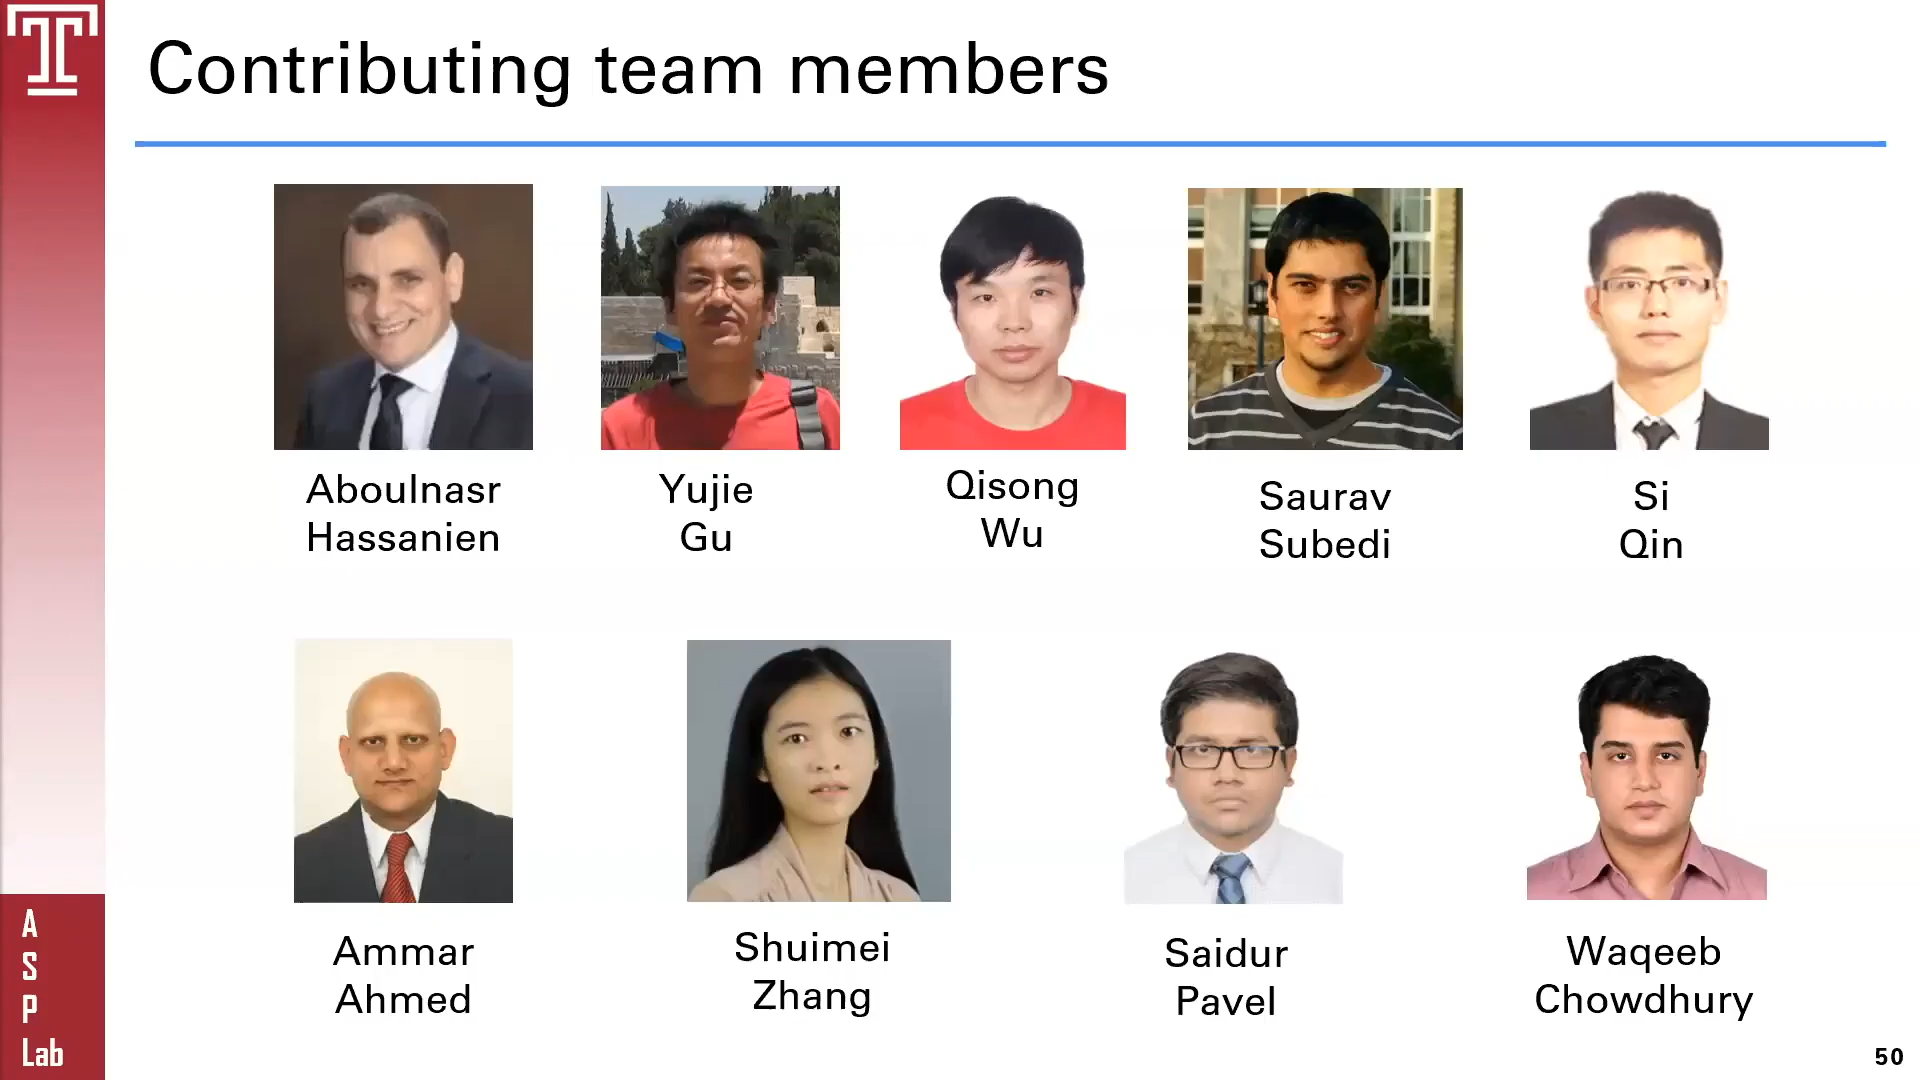 Contributing team members
Aboulnasr
Hassanien
Yujie
Gu
Qisong
Wu
Saurav
Subedi
Si
Qin
Ammar
Ahmed
Shuimei
Zhang
Saidur
Pavel
Waqeeb
Chowdhury
A
S
P
Lab
50